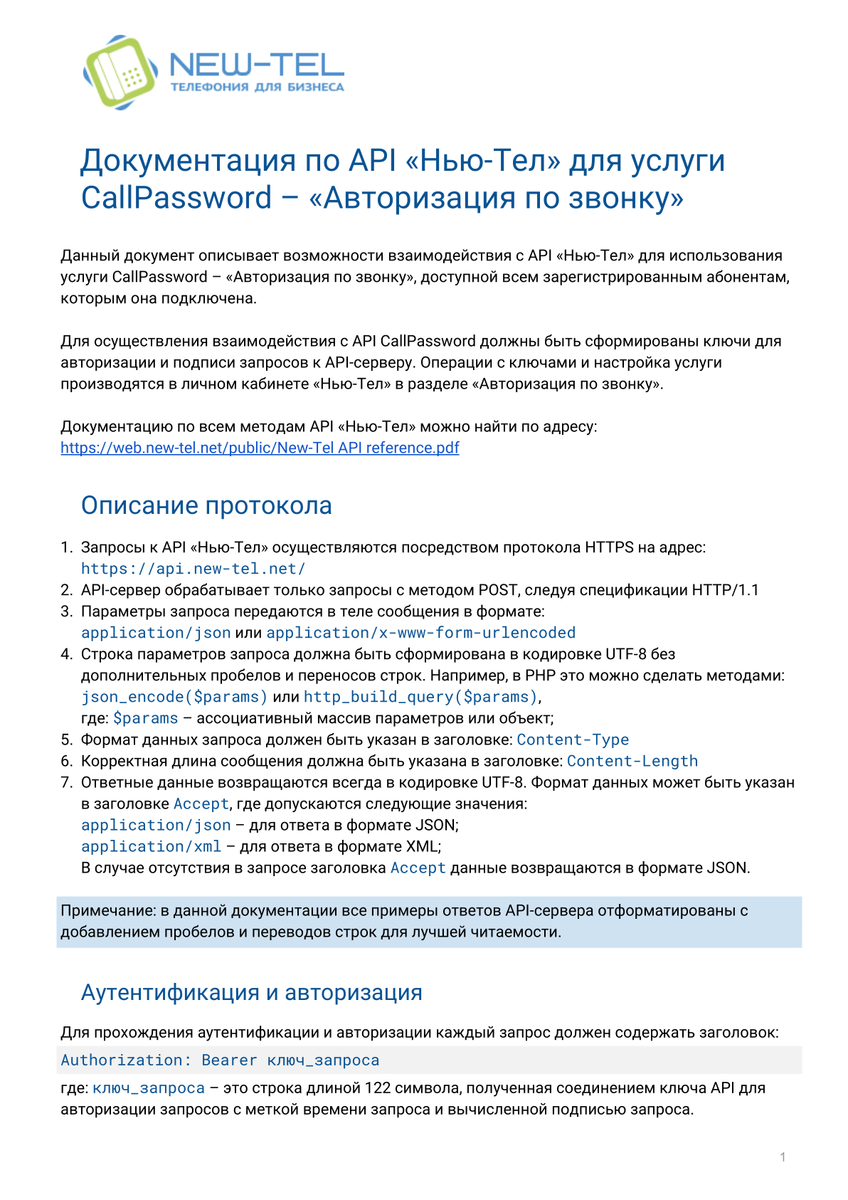 NEW-TEL
ТЕЛЕФОНИЯ ДЛЯ БИЗНЕСА
Документация по API «Нью-Тел» для услуги
CallPassword – «Авторизация по звонку»
Данный документ описывает возможности взаимодействия с API «Нью-Тел» для использования
услуги CallPassword – «Авторизация по звонку», доступной всем зарегистрированным абонентам,
которым она подключена.
Для осуществления взаимодействия с API CallPassword должны быть сформированы ключи для
авторизации и подписи запросов к API-серверу. Операции с ключами и настройка услуги
производятся в личном кабинете «Нью-Тел» в разделе «Авторизация по звонку».
Документацию по всем методам API «Нью-Тел» можно найти по адресу:
https://web.new-tel.net/public/New-Tel API reference.pdf
Описание протокола
1. Запросы к API «Нью-Тел» осуществляются посредством протокола HTTPS на адрес:
https://api.new-tel.net/
2. API-сервер обрабатывает только запросы с методом POST, следуя спецификации HTTP/1.1
3. Параметры запроса передаются в теле сообщения в формате:
application/json или application/x-www-form-urlencoded
4. Строка параметров запроса должна быть сформирована в кодировке UTF-8 без
дополнительных пробелов и переносов строк. Например, в PHP это можно сделать методами:
json_encode($params) или http_build_query($params),
где: $params – ассоциативный массив параметров или объект;
5. Формат данных запроса должен быть указан в заголовке: Content-Type
6. Корректная длина сообщения должна быть указана в заголовке: Content-Length
7. Ответные данные возвращаются всегда в кодировке UTF-8. Формат данных может быть указан
в заголовке Accept, где допускаются следующие значения:
application/json – для ответа в формате JSON;
application/xml – для ответа в формате XML;
В случае отсутствия в запросе заголовка Accept данные возвращаются в формате JSON.
Примечание: в данной документации все примеры ответов API-сервера отформатированы с
добавлением пробелов и переводов строк для лучшей читаемости.
Аутентификация и авторизация
Для прохождения аутентификации и авторизации каждый запрос должен содержать заголовок:
Authorization: Bearer ключ_запроса
где: ключ_запроса – это строка длиной 122 символа, полученная соединением ключа API для
авторизации запросов с меткой времени запроса и вычисленной подписью запроса.
1